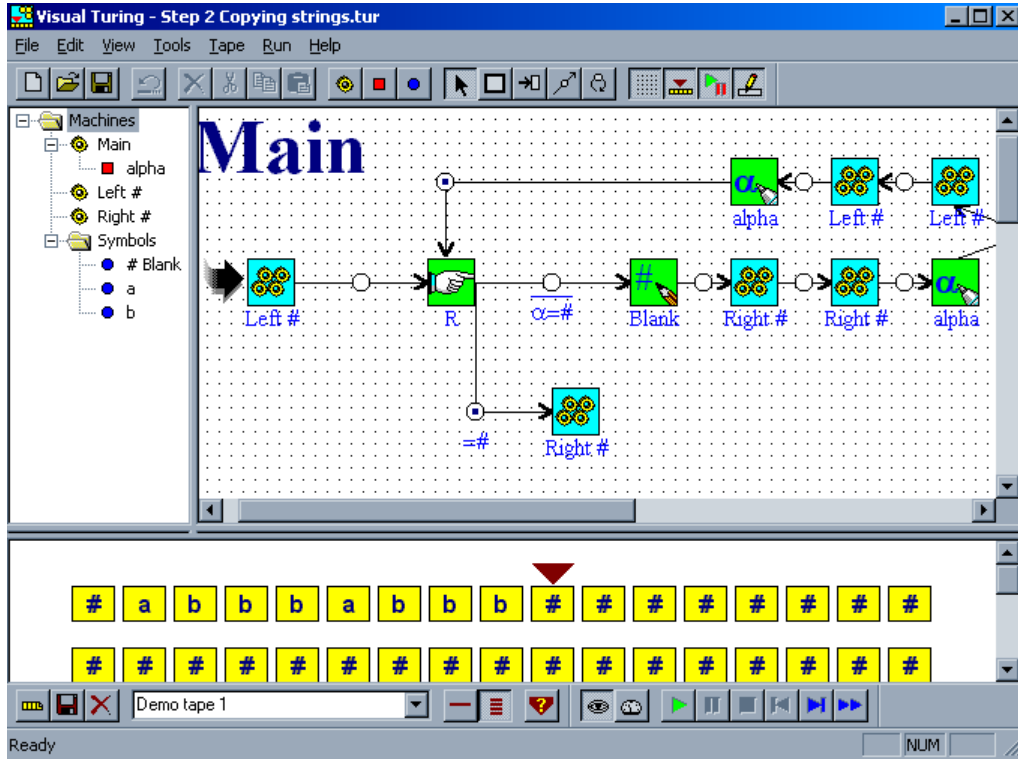 Visual Turing - Step 2 Copying strings.tur
File Edit View Tools Tape Run Help
Machines
Main
alpha
Left #
Right #
Symbols
# Blank
a
b
Main
α
α
alpha Left # Left #
#
α
Left # R α=# Blank Right # Right # alpha
=# Right #
# a b b b a b b b # # # # # # # #
# # # # # # # # # # # # # # # # #
Demo tape 1
Ready NUM